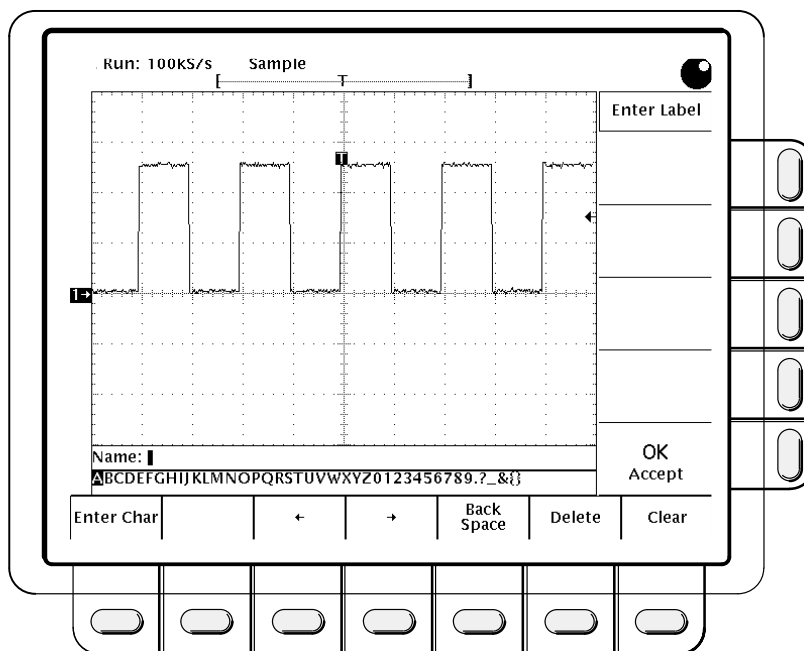 Run: 100kS/s Sample
[ T ]
Enter Label
T
←
1→
Name:
ABCDEFGHIJKLMNOPQRSTUVWXYZ0123456789.?_&{}
OK
Accept
Enter Char
←
→
Back
Space
Delete
Clear